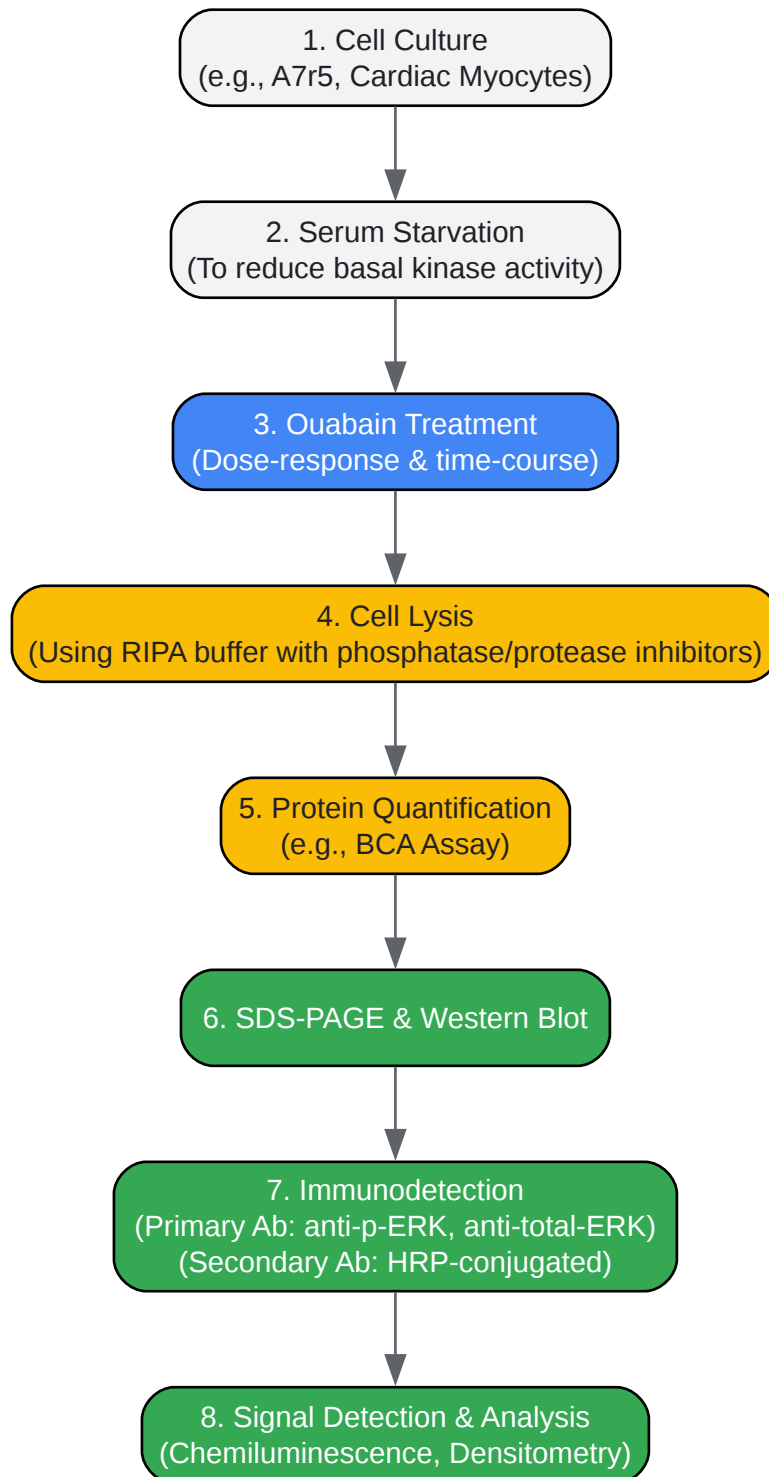 1. Cell Culture
(e.g., A7r5, Cardiac Myocytes)
2. Serum Starvation
(To reduce basal kinase activity)
3. Ouabain Treatment
(Dose-response & time-course)
4. Cell Lysis
(Using RIPA buffer with phosphatase/protease inhibitors)
5. Protein Quantification
(e.g., BCA Assay)
6. SDS-PAGE & Western Blot
7. Immunodetection
(Primary Ab: anti-p-ERK, anti-total-ERK)
(Secondary Ab: HRP-conjugated)
8. Signal Detection & Analysis
(Chemiluminescence, Densitometry)